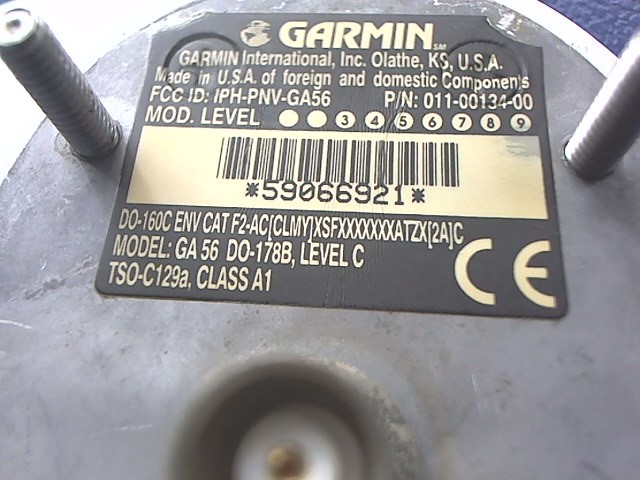 GARMIN SM
GARMIN International, Inc. Olathe, KS, U.S.A.
Made in U.S.A. of foreign and domestic Components
FCC ID: IPH-PNV-GA56 P/N: 011-00134-00
MOD. LEVEL 3 4 5 6 7 8 9
*59066921*
DO-160C ENV CAT F2-AC[CLMY]XSFXXXXXXXATZX[2A]C
MODEL: GA 56 DO-178B, LEVEL C
TSO-C129a, CLASS A1
CE